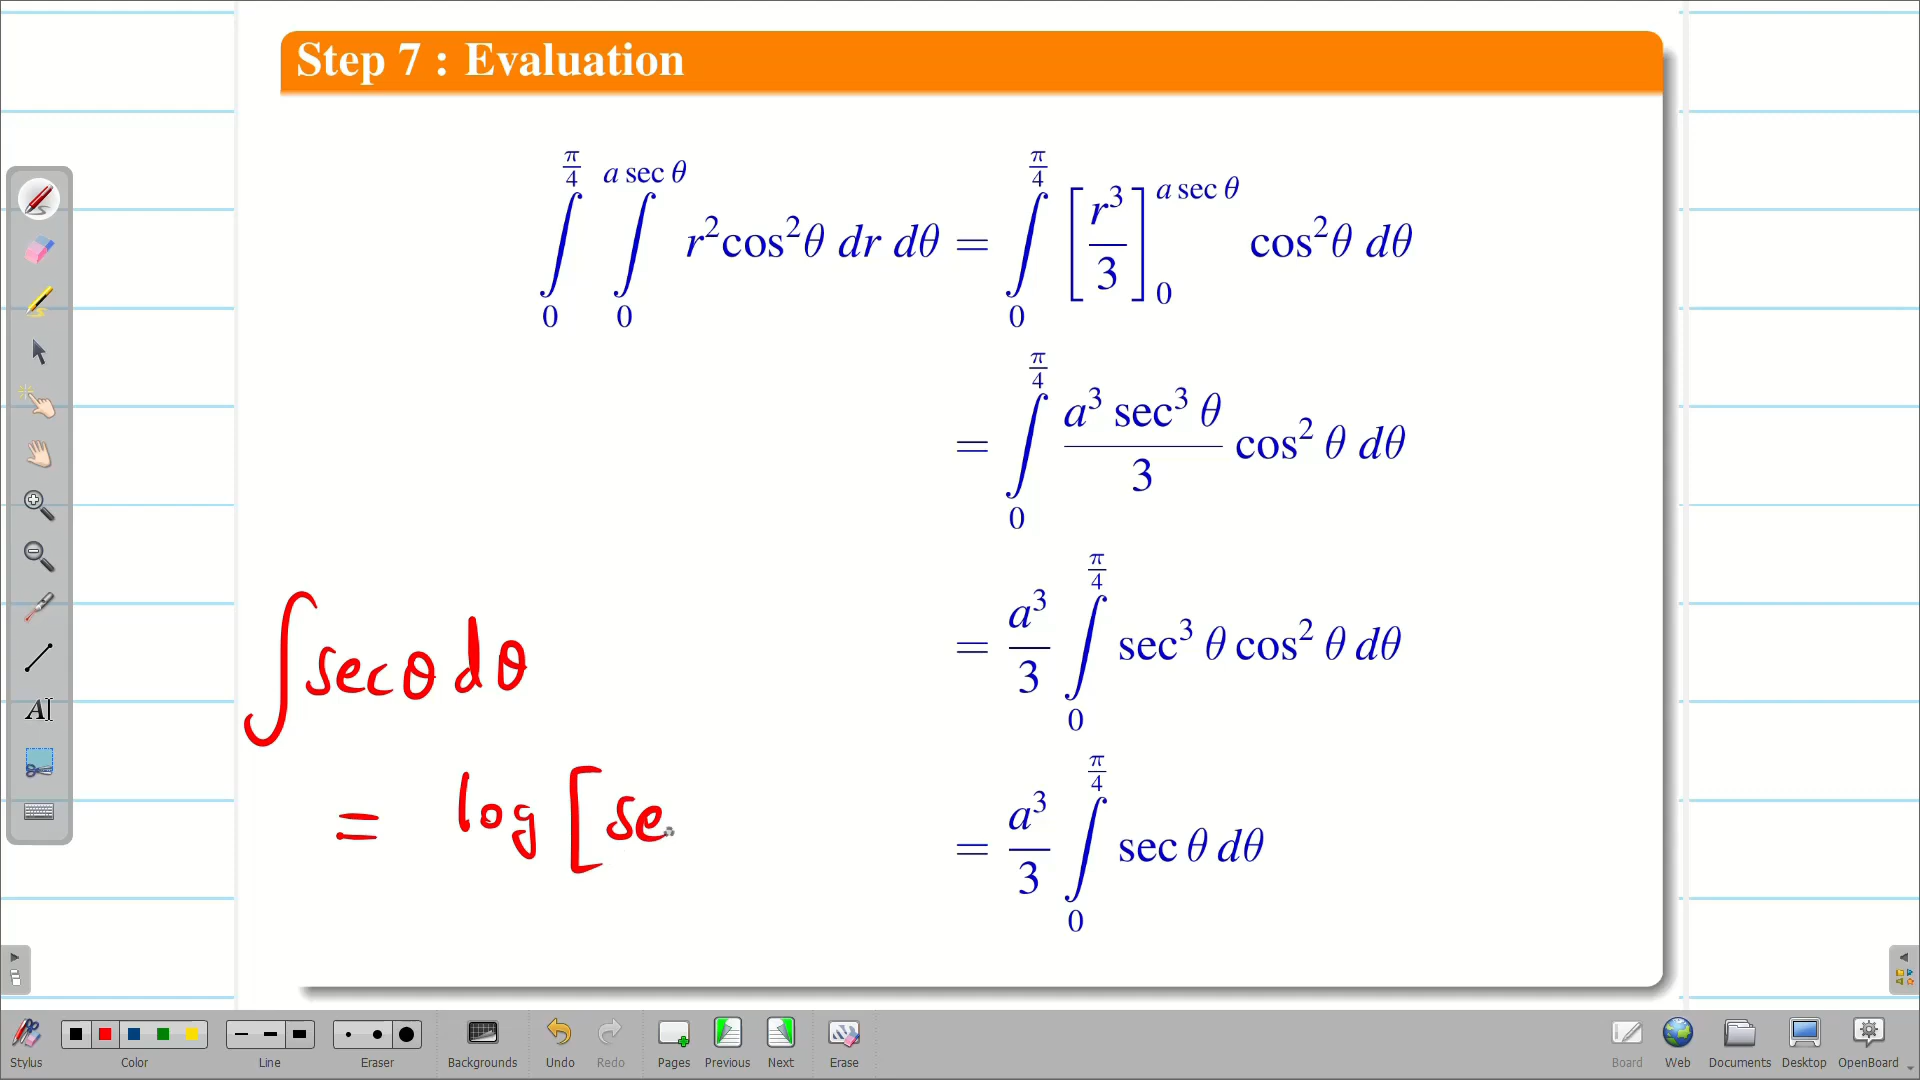 Step 7 : Evaluation
∫₀^{π/4} ∫₀^{a sec θ} r²cos²θ dr dθ = ∫₀^{π/4} [r³/3]₀^{a sec θ} cos²θ dθ
= ∫₀^{π/4} a³ sec³ θ / 3 cos² θ dθ
= a³/3 ∫₀^{π/4} sec³ θ cos² θ dθ
= a³/3 ∫₀^{π/4} sec θ dθ
∫secθ dθ
= log [se
Stylus Color Line Eraser Backgrounds Undo Redo Pages Previous Next Erase Board Web Documents Desktop OpenBoard